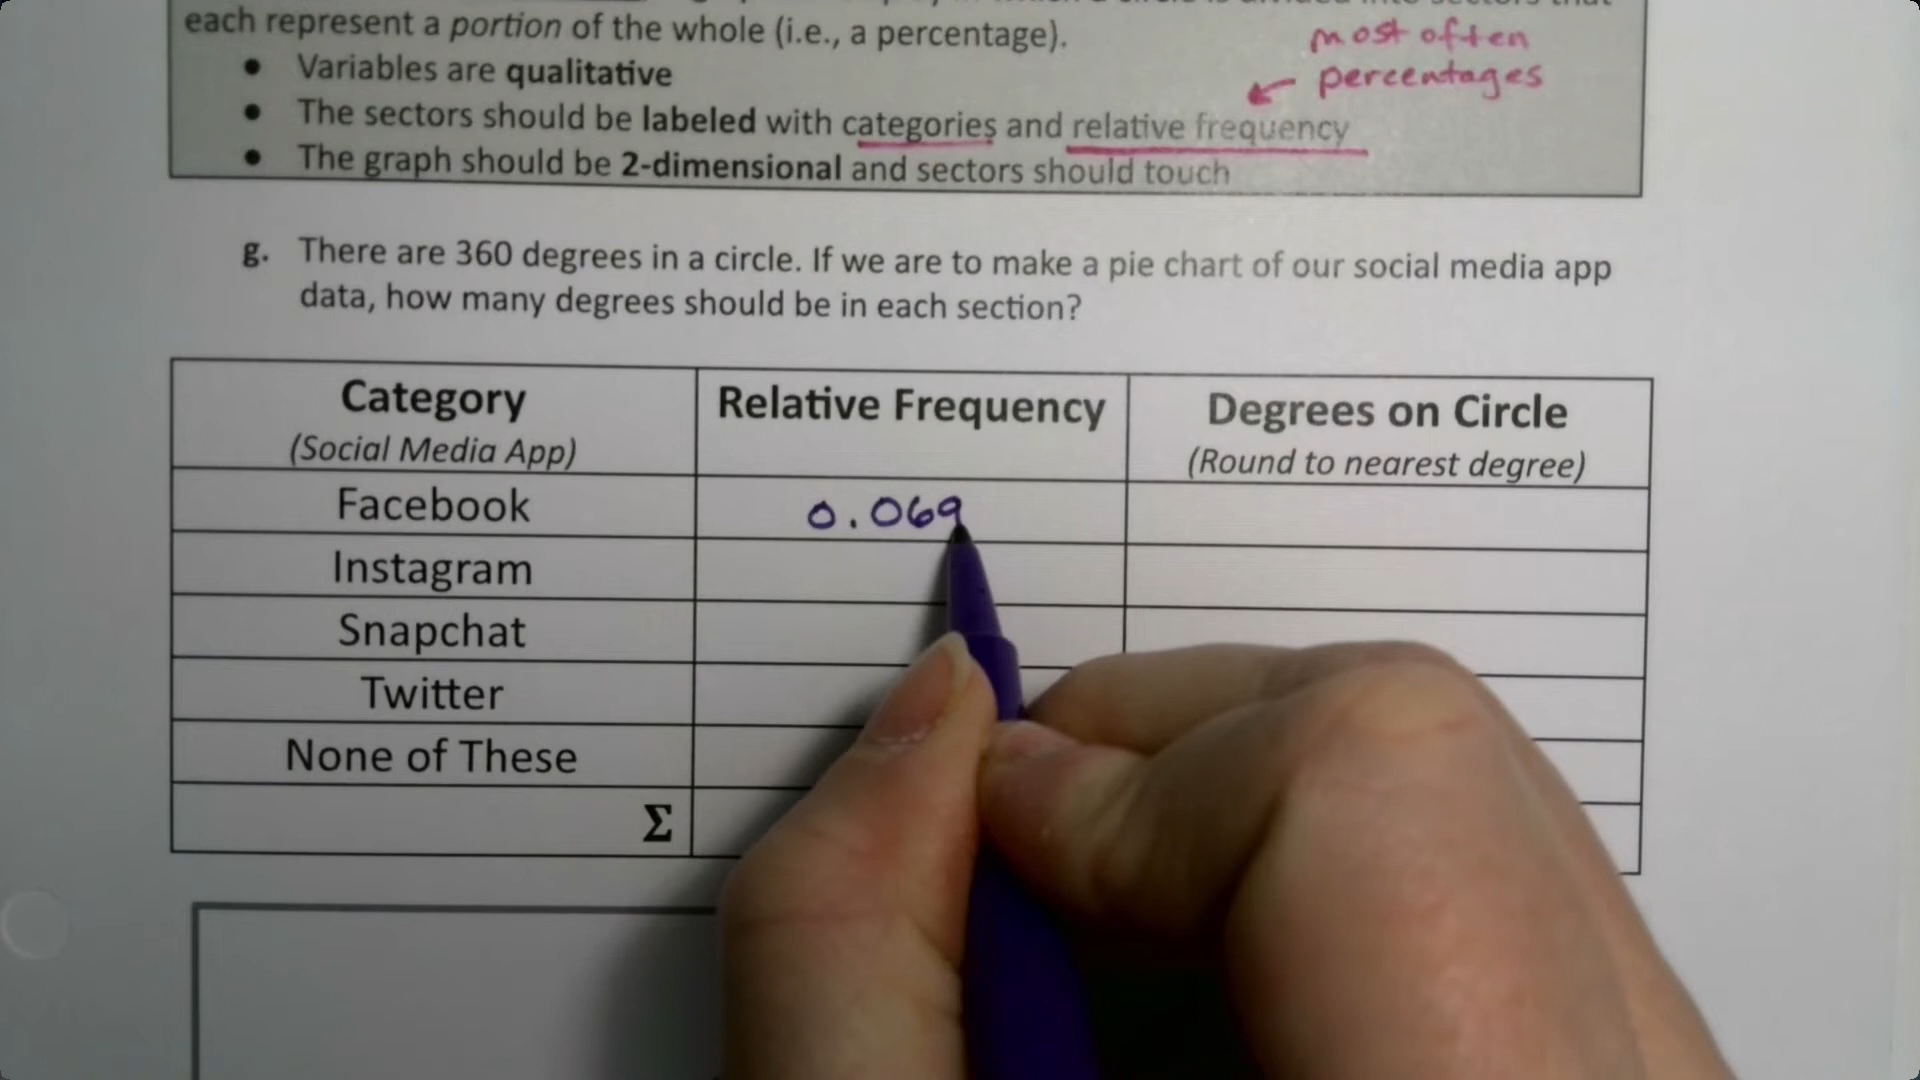 each represent a portion of the whole (i.e., a percentage).
most often
percentages
• Variables are qualitative
• The sectors should be labeled with categories and relative frequency
• The graph should be 2-dimensional and sectors should touch
g. There are 360 degrees in a circle. If we are to make a pie chart of our social media app
data, how many degrees should be in each section?
Category Relative Frequency Degrees on Circle
(Social Media App) (Round to nearest degree)
Facebook 0.069
Instagram
Snapchat
Twitter
None of These
Σ